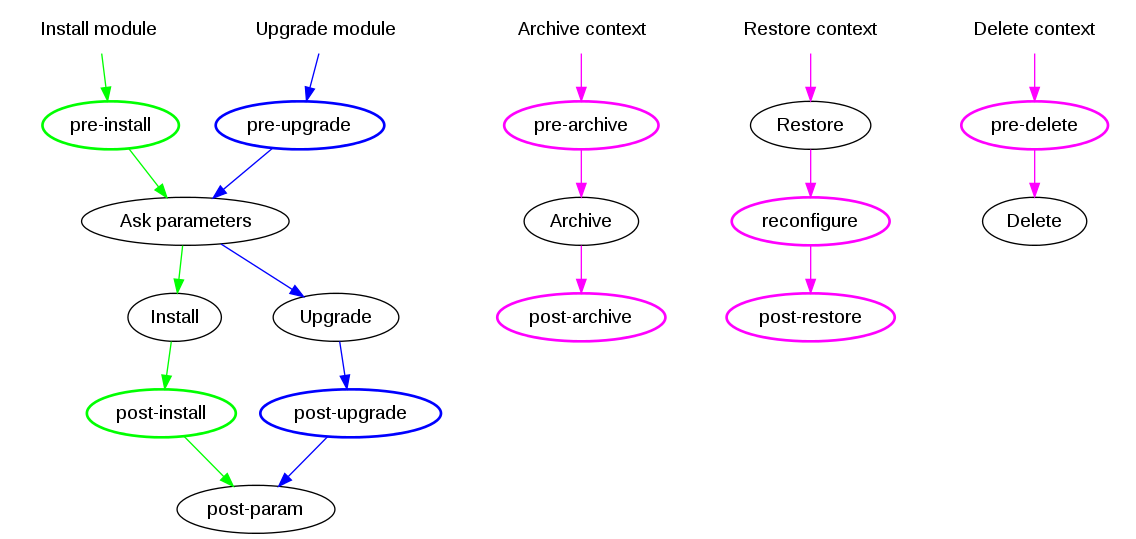 Install module
Upgrade module
Archive context
Restore context
Delete context
pre-install
pre-upgrade
pre-archive
Restore
pre-delete
Ask parameters
Archive
reconfigure
Delete
Install
Upgrade
post-archive
post-restore
post-install
post-upgrade
post-param